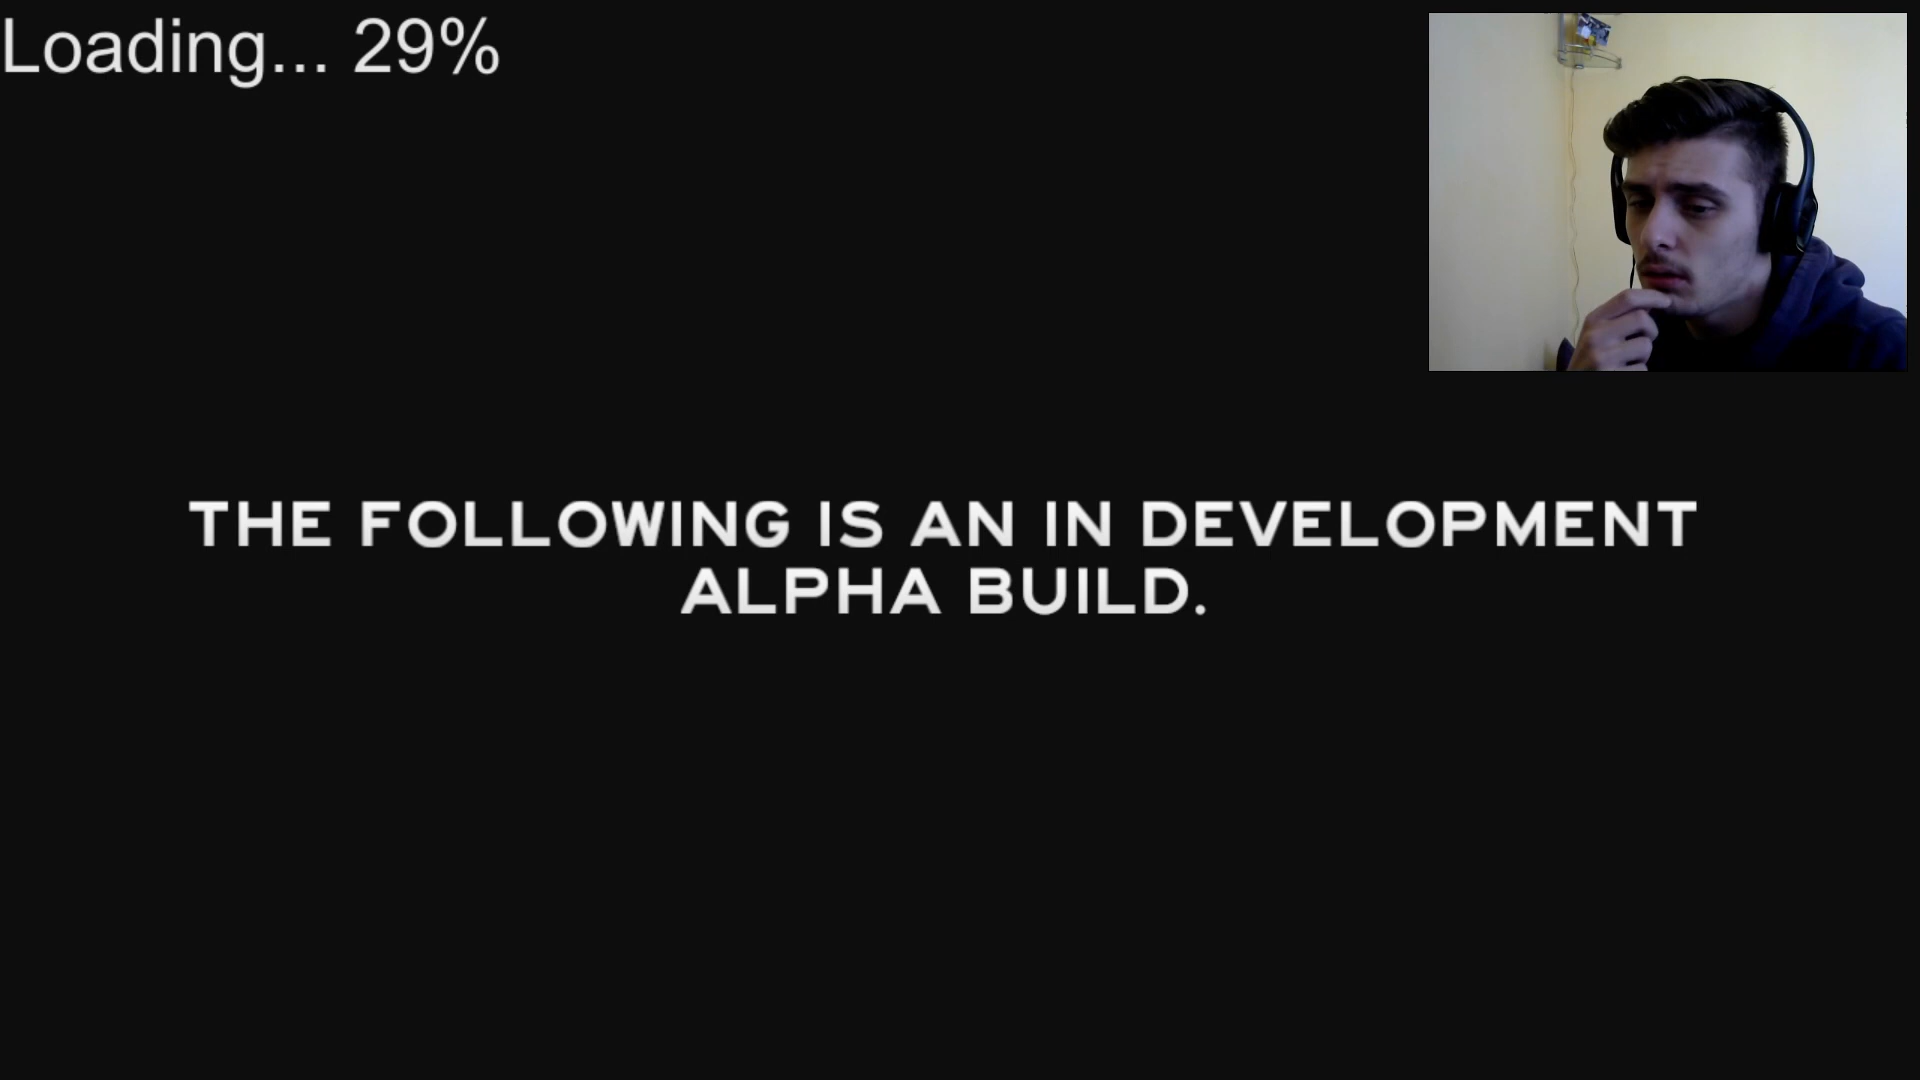 Loading... 29%
THE FOLLOWING IS AN IN DEVELOPMENT
ALPHA BUILD.